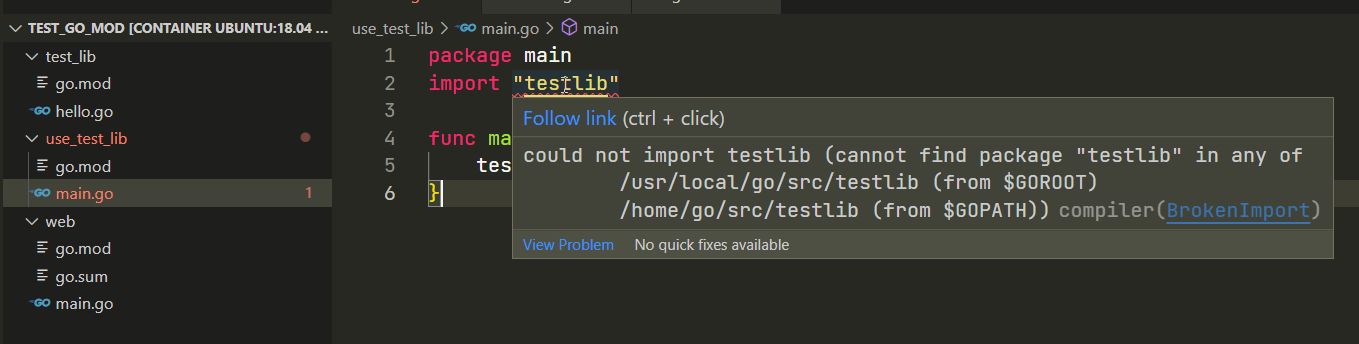 TEST_GO_MOD [CONTAINER UBUNTU:18.04 ...
test_lib
go.mod
GO hello.go
use_test_lib
go.mod
GO main.go 1
web
go.mod
go.sum
GO main.go
use_test_lib > GO main.go > main
1 package main
2 import "testlib"
3
4 func ma
5 tes
6 }
Follow link (ctrl + click)
could not import testlib (cannot find package "testlib" in any of
/usr/local/go/src/testlib (from $GOROOT)
/home/go/src/testlib (from $GOPATH)) compiler(BrokenImport)
View Problem No quick fixes available